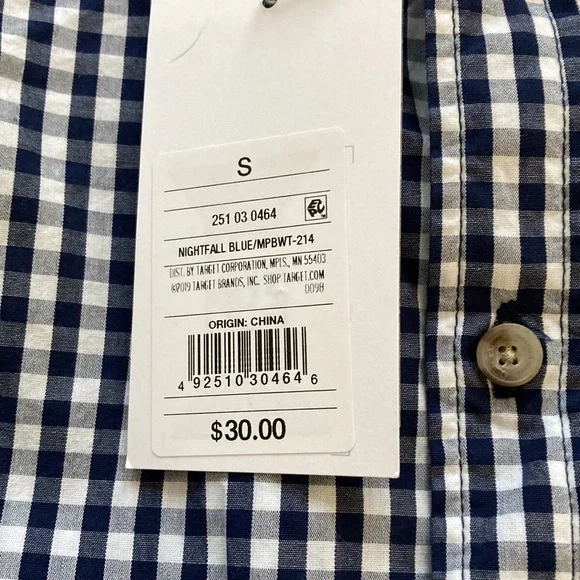 S
251 03 0464
NIGHTFALL BLUE/MPBWT-214
DIST. BY TARGET CORPORATION, MPLS., MN 55403
©2019 TARGET BRANDS, INC. SHOP TARGET.COM
0098
ORIGIN: CHINA
4 92510 30464 6
$30.00